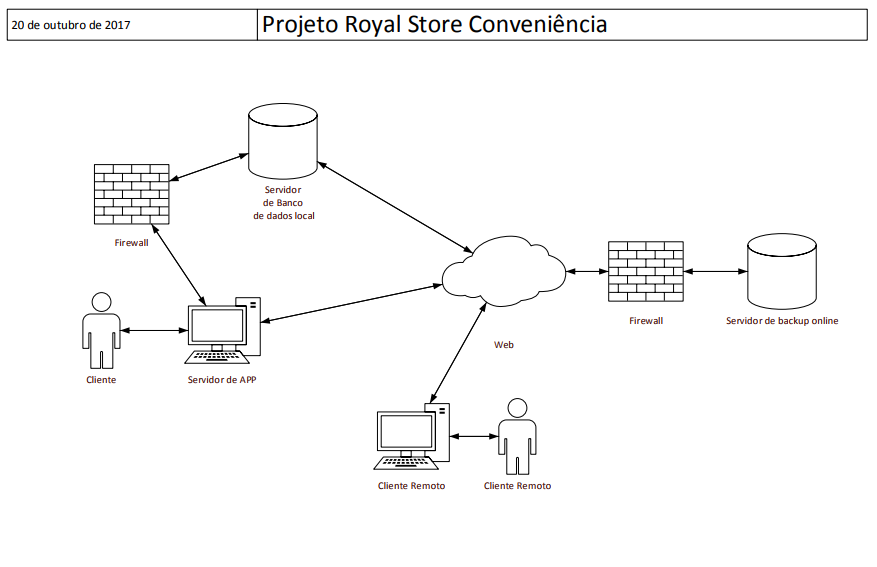 20 de outubro de 2017
Projeto Royal Store Conveniência
Servidor
de Banco
de dados local
Firewall
Cliente
Servidor de APP
Web
Firewall
Servidor de backup online
Cliente Remoto
Cliente Remoto